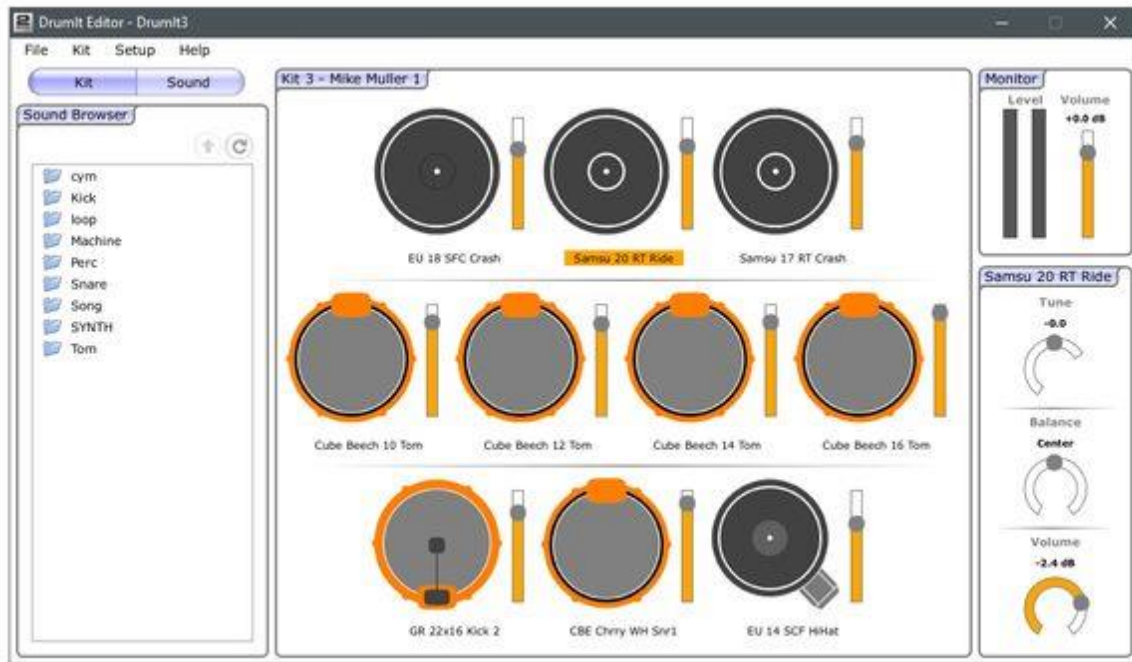 DrumIt Editor - DrumIt3
File Kit Setup Help
Kit Sound
Sound Browser
cym
Kick
loop
Machine
Perc
Snare
Song
SYNTH
Tom
Kit 3 - Mike Muller 1
EU 18 SFC Crash
Samsu 20 RT Ride
Samsu 17 RT Crash
Cube Beech 10 Tom
Cube Beech 12 Tom
Cube Beech 14 Tom
Cube Beech 16 Tom
GR 22x16 Kick 2
CBE Chrry WH Snr1
EU 14 SCF HiHat
Monitor
Level Volume
+0.0 dB
Samsu 20 RT Ride
Tune
-0.0
Balance
Center
Volume
-2.4 dB